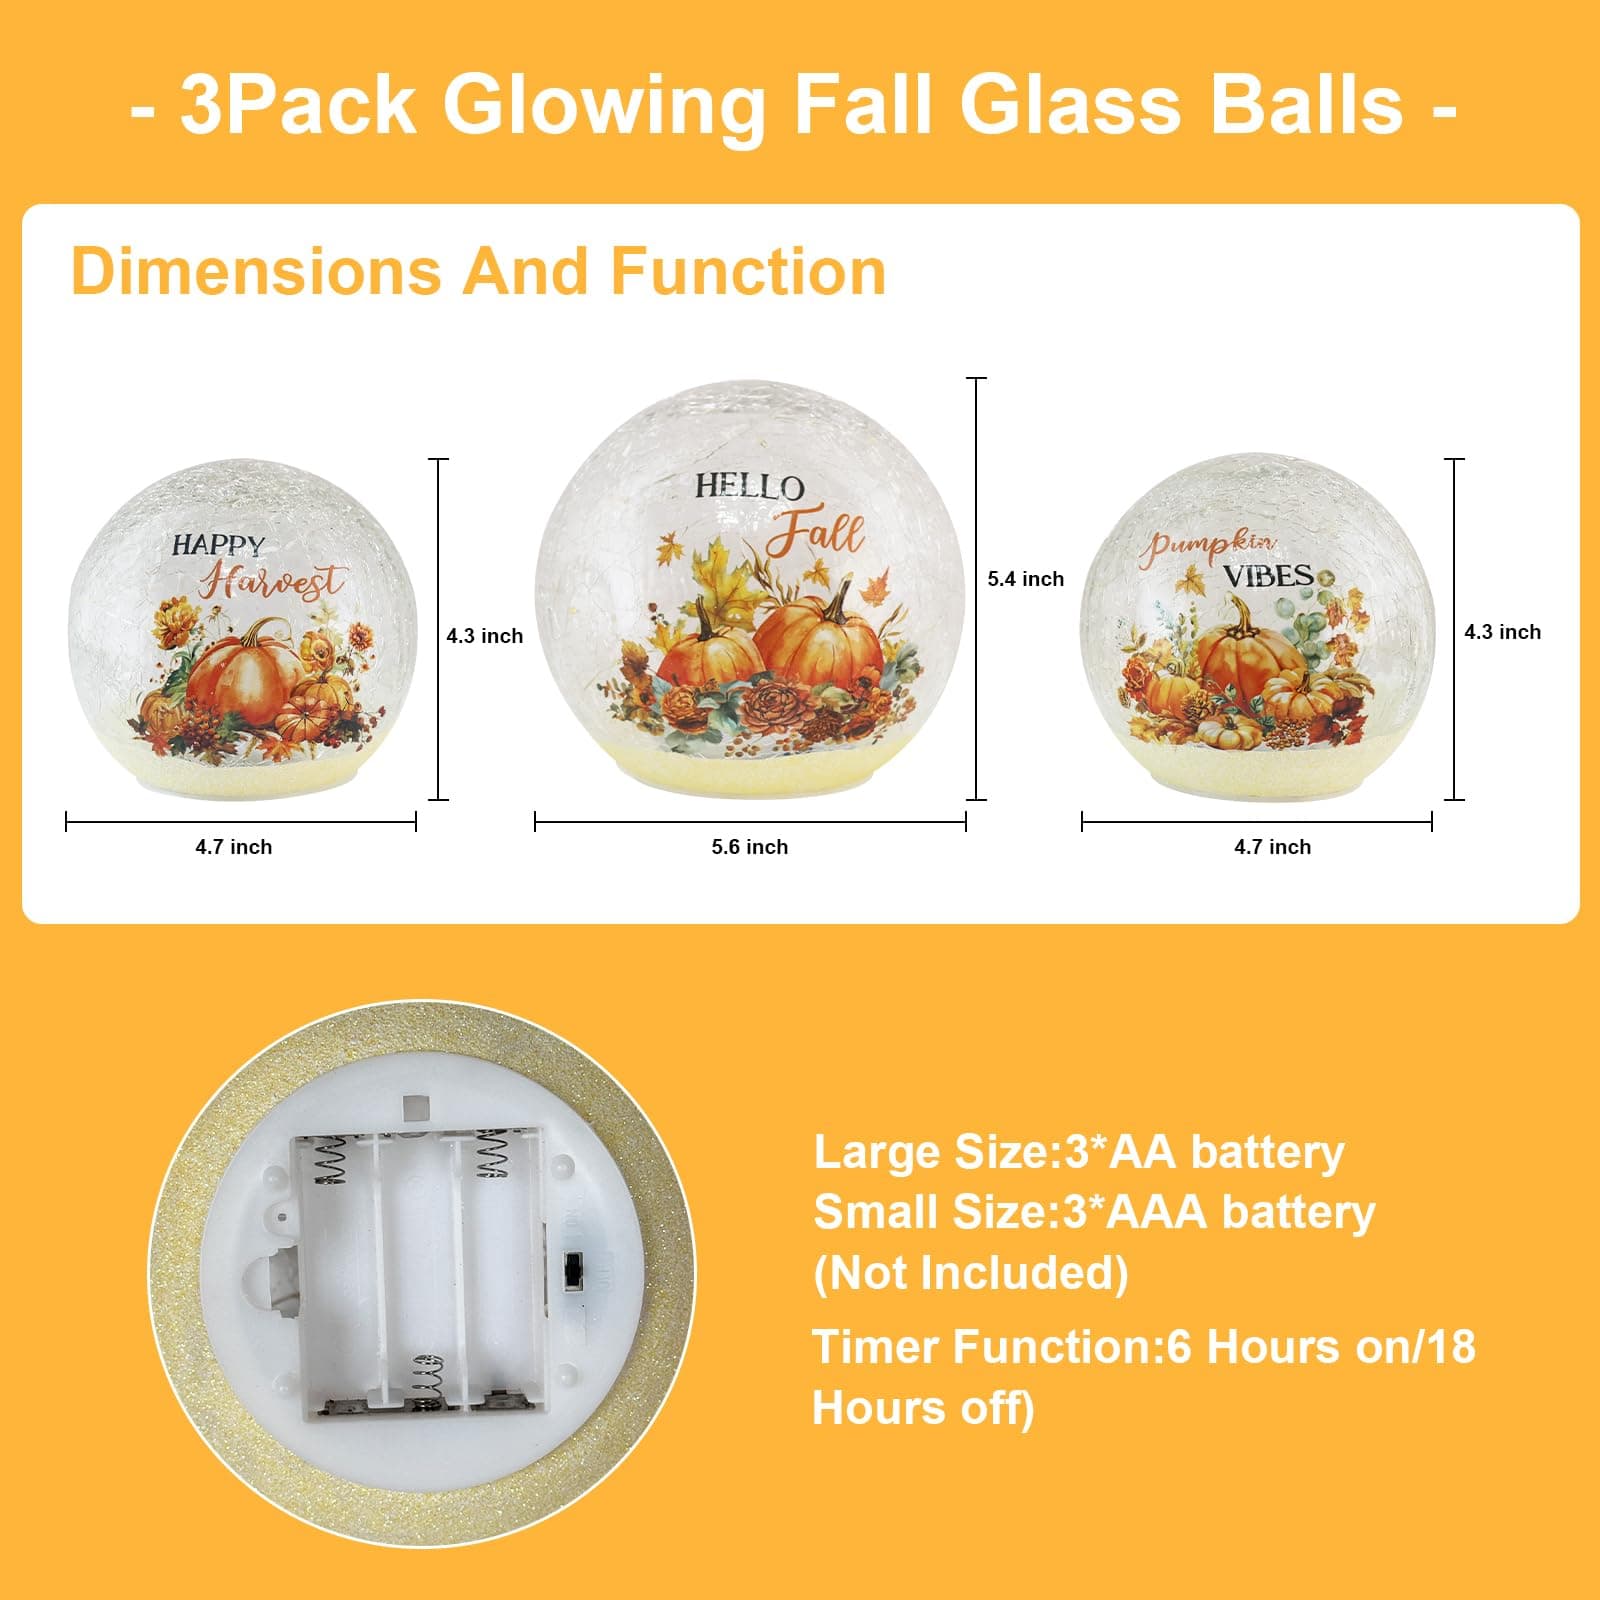 - 3Pack Glowing Fall Glass Balls -
Dimensions And Function
HAPPY
Harvest
4.3 inch
4.7 inch
HELLO
Fall
5.4 inch
5.6 inch
Pumpkin
VIBES
4.3 inch
4.7 inch
Large Size:3*AA battery
Small Size:3*AAA battery
(Not Included)
Timer Function:6 Hours on/18
Hours off)